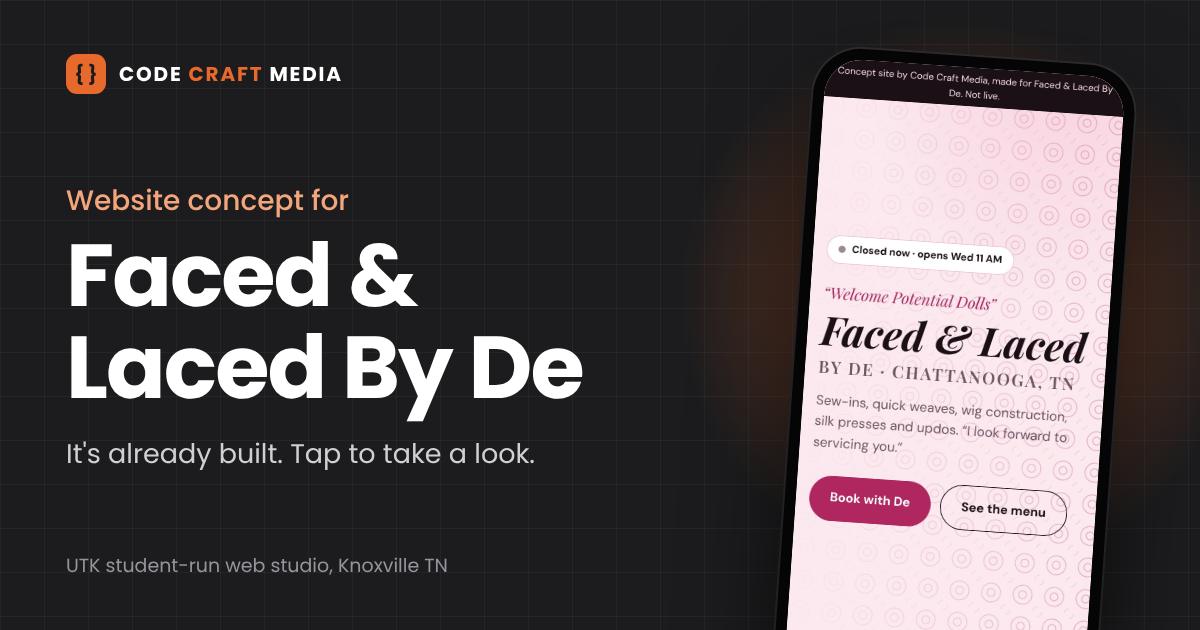 { } CODE CRAFT MEDIA
Website concept for
Faced &
Laced By De
It's already built. Tap to take a look.
UTK student-run web studio, Knoxville TN
Concept site by Code Craft Media, made for Faced & Laced By
De. Not live.
Closed now · opens Wed 11 AM
“Welcome Potential Dolls”
Faced & Laced
BY DE · CHATTANOOGA, TN
Sew-ins, quick weaves, wig construction,
silk presses and updos. “I look forward to
servicing you.”
Book with De
See the menu